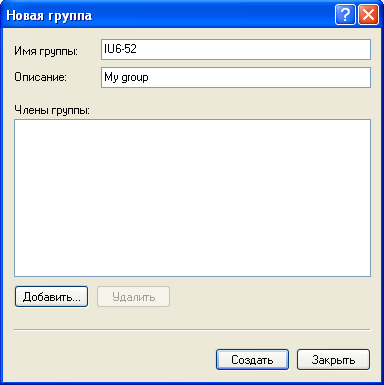 Новая группа
Имя группы: IU6-52
Описание: My group
Члены группы:
Добавить... Удалить
Создать Закрыть